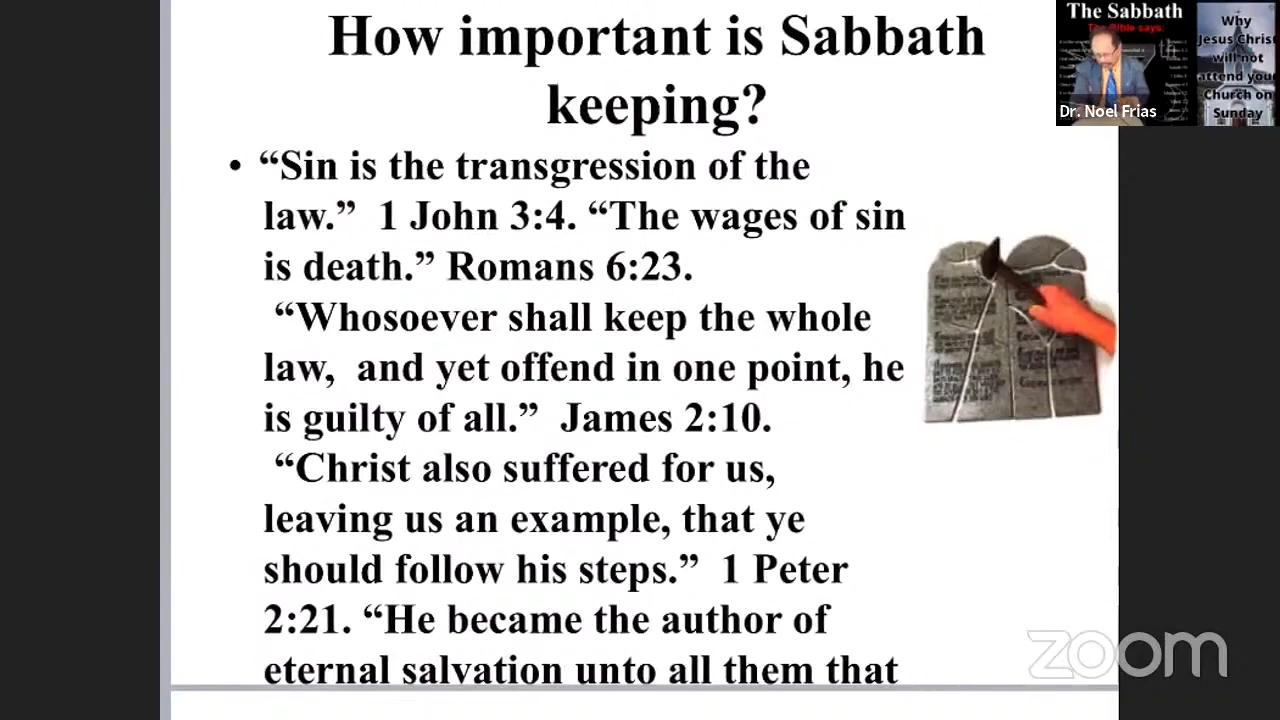 How important is Sabbath
keeping?
• “Sin is the transgression of the
law.”  1 John 3:4. “The wages of sin
is death.” Romans 6:23.
“Whosoever shall keep the whole
law,  and yet offend in one point, he
is guilty of all.”  James 2:10.
“Christ also suffered for us,
leaving us an example, that ye
should follow his steps.”  1 Peter
2:21. “He became the author of
eternal salvation unto all them that
The Sabbath
The Bible says:
Dr. Noel Frias
Why
Jesus Christ
will not
attend your
Church on
Sunday
zoom